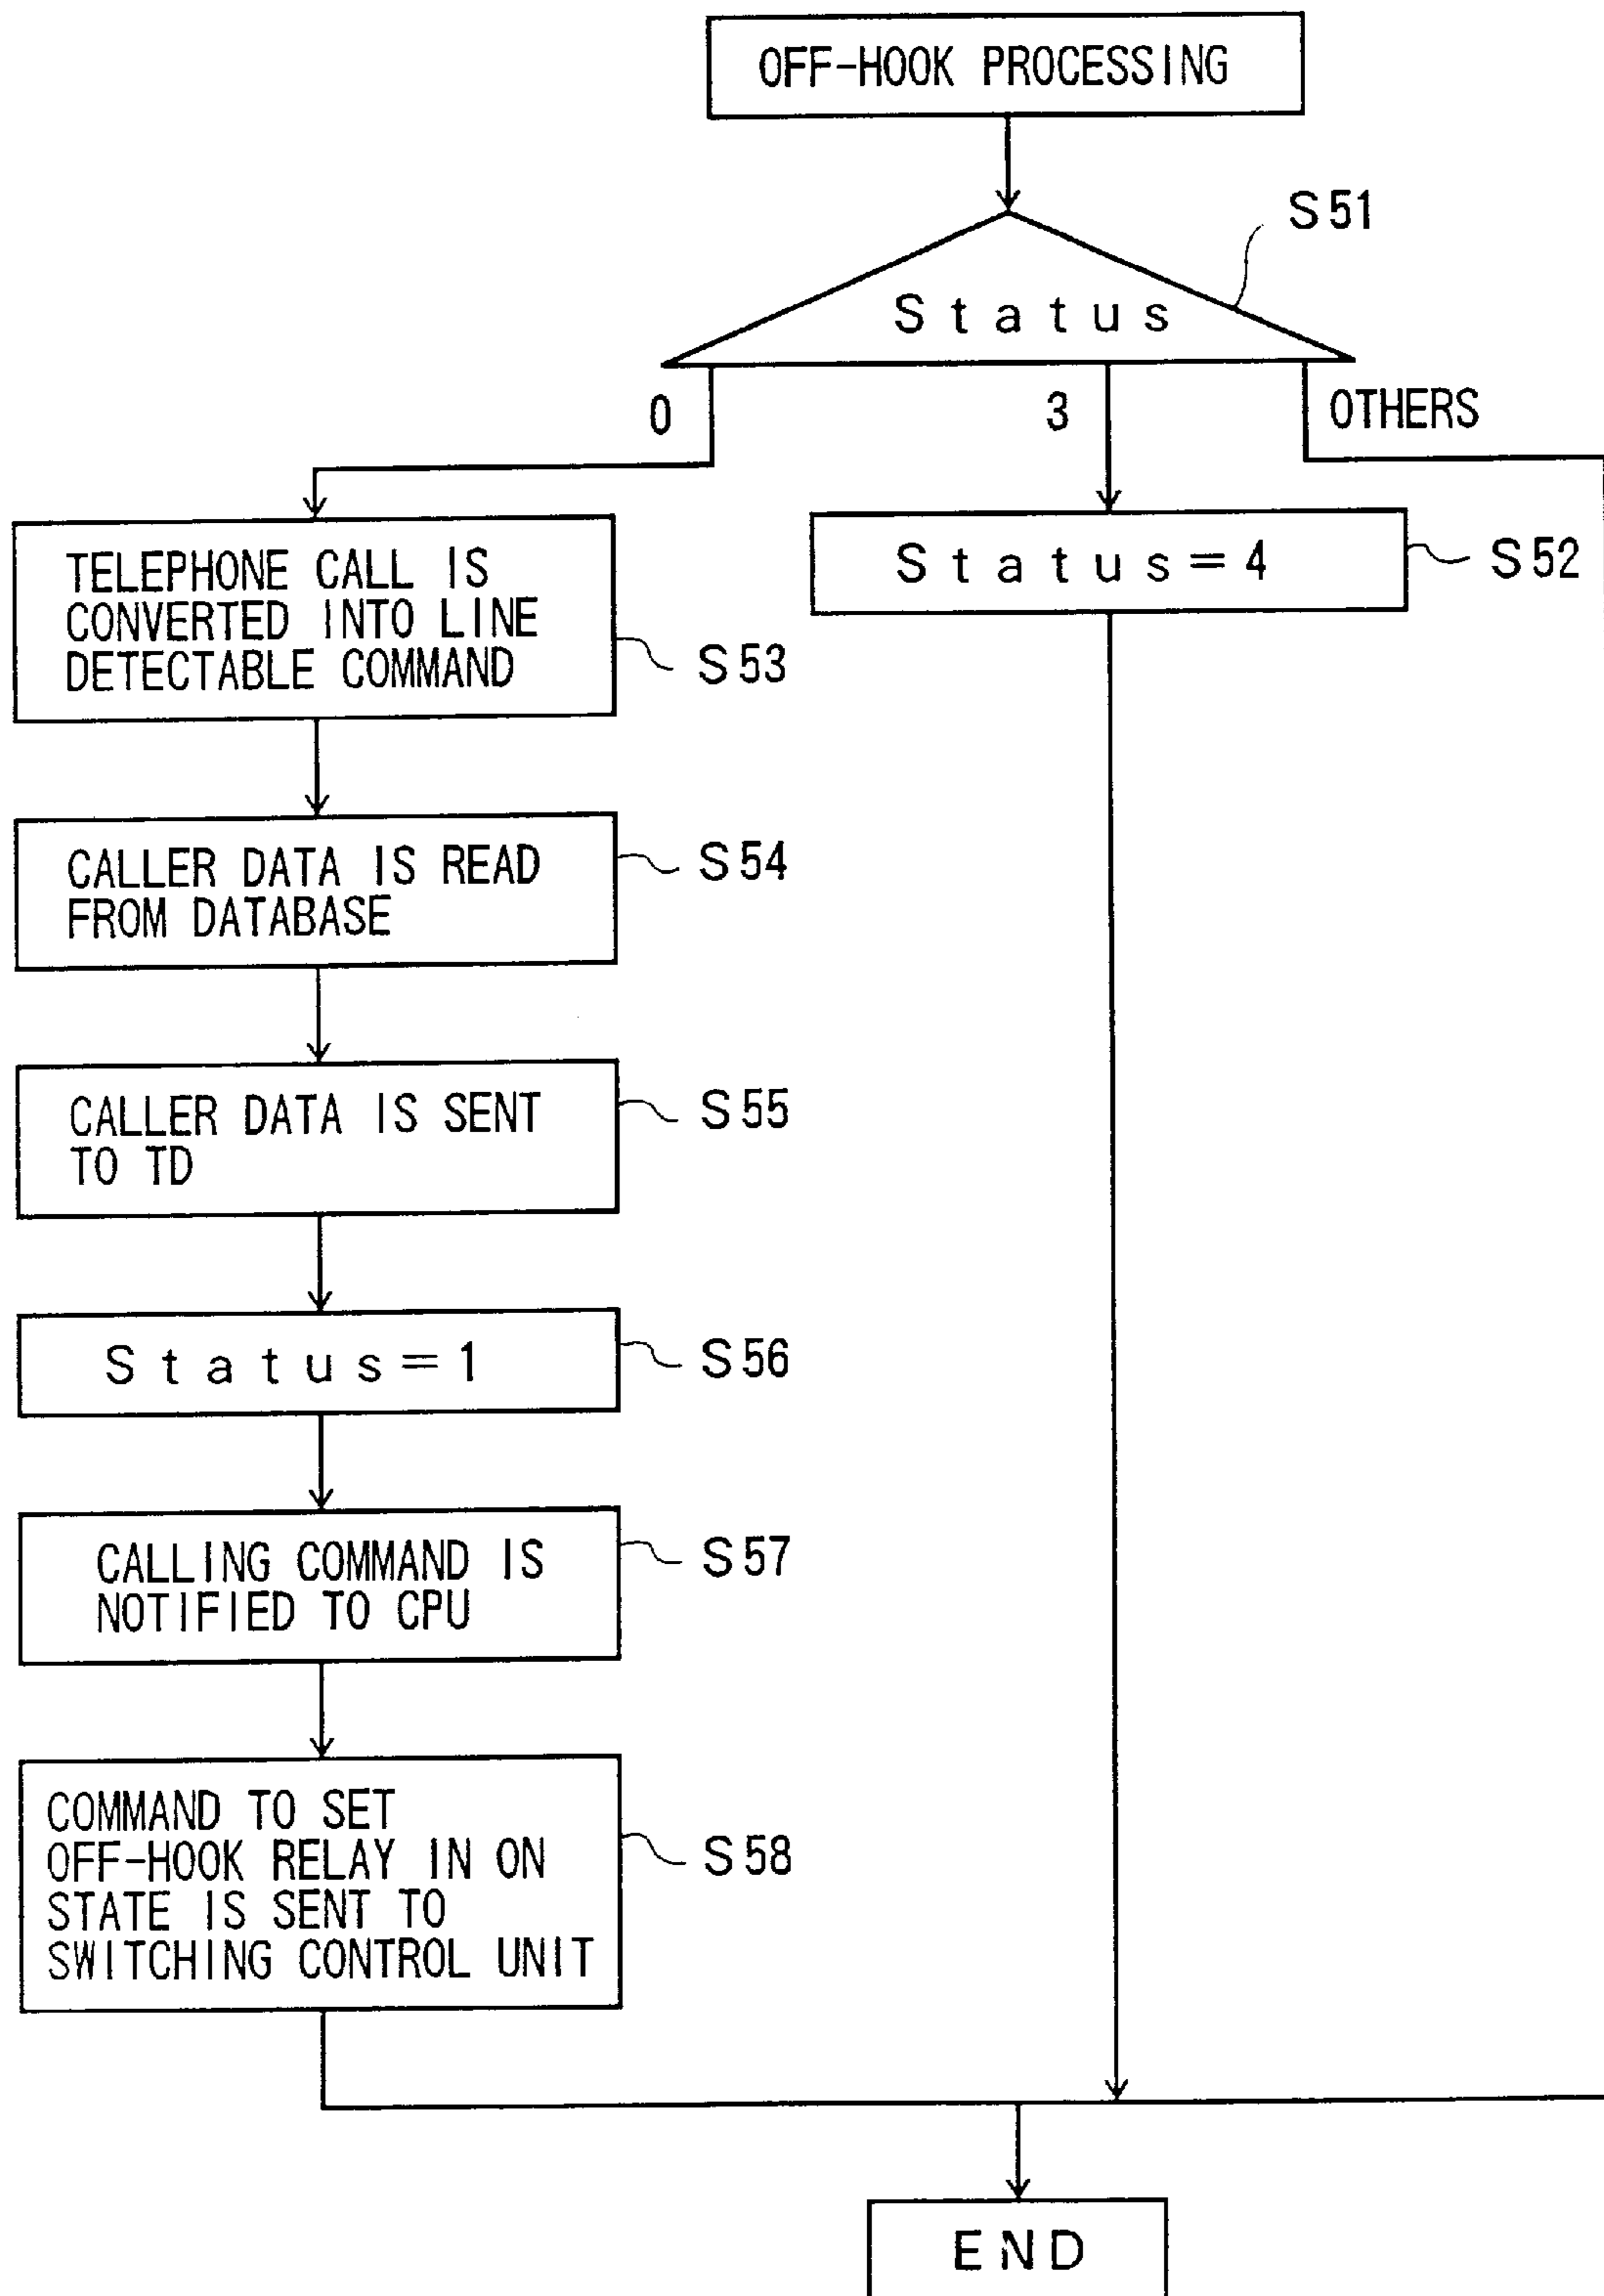 OFF-HOOK PROCESSING
S51
Status
0
3
OTHERS
TELEPHONE CALL IS
CONVERTED INTO LINE
DETECTABLE COMMAND
S53
Status=4
S52
CALLER DATA IS READ
FROM DATABASE
S54
CALLER DATA IS SENT
TO TD
S55
Status=1
S56
CALLING COMMAND IS
NOTIFIED TO CPU
S57
COMMAND TO SET
OFF-HOOK RELAY IN ON
STATE IS SENT TO
SWITCHING CONTROL UNIT
S58
END